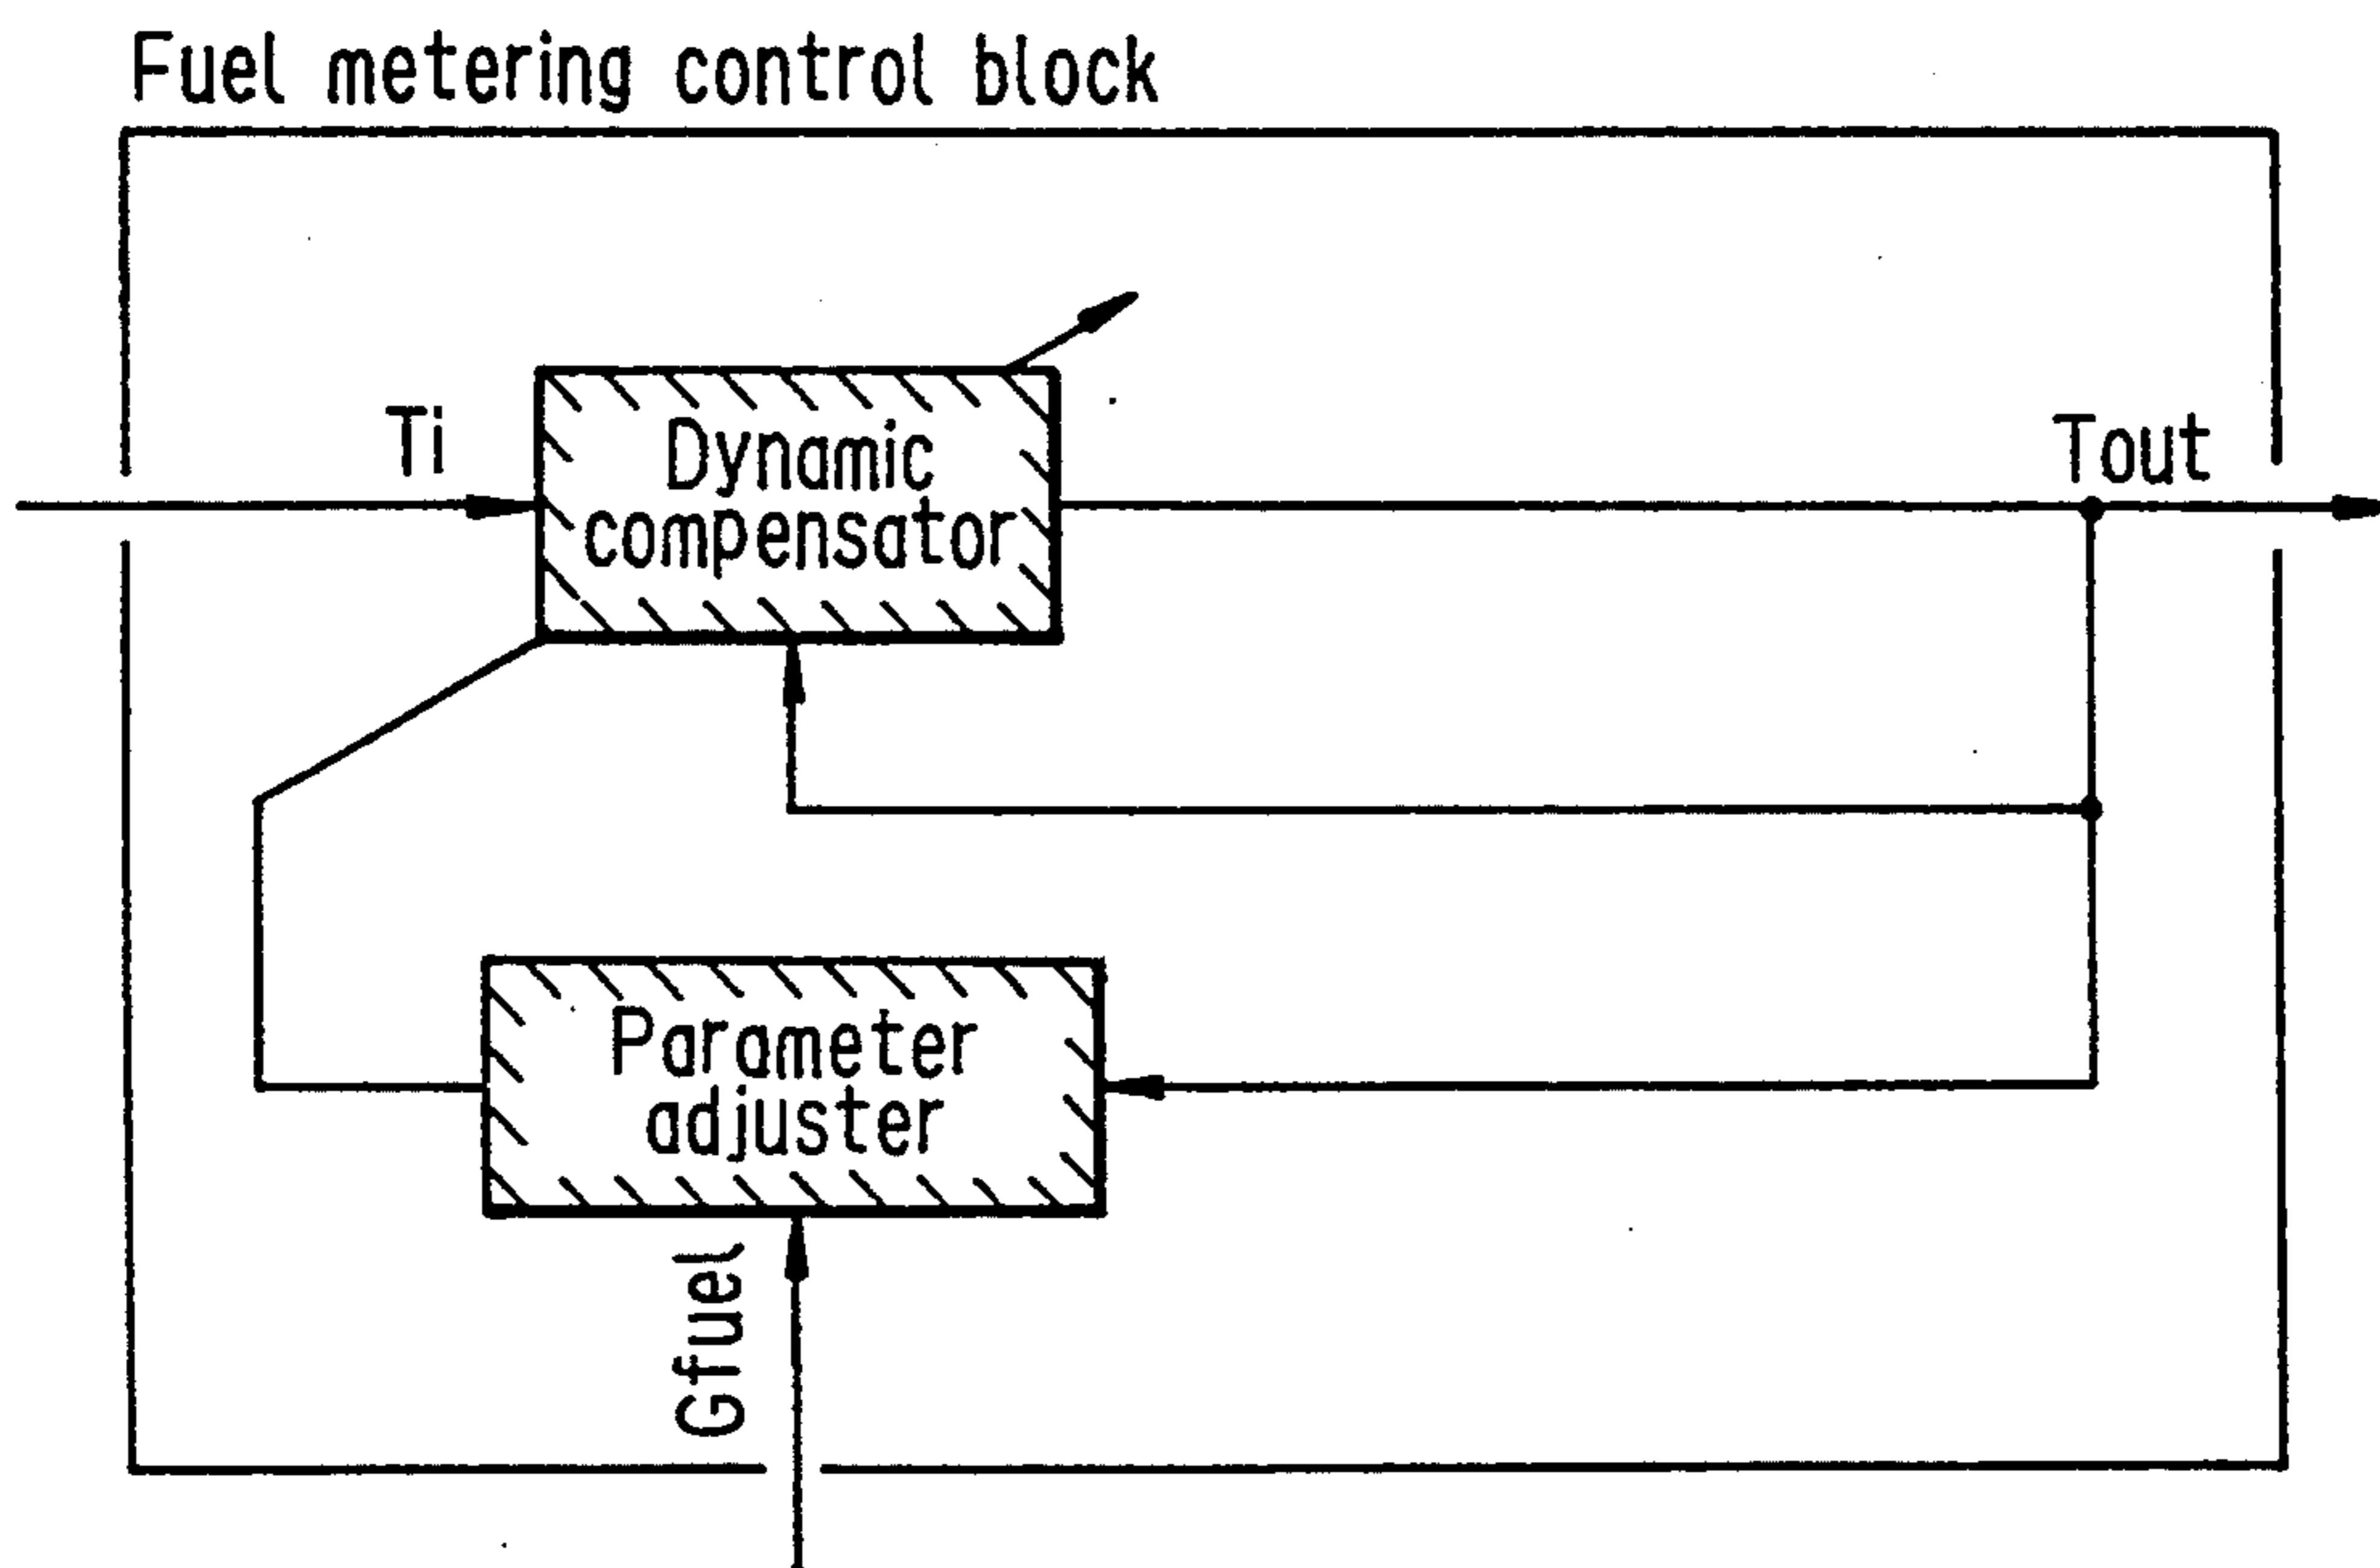 Fuel metering control block
Ti
Dynamic
compensator
Tout
Parameter
adjuster
Gfuel